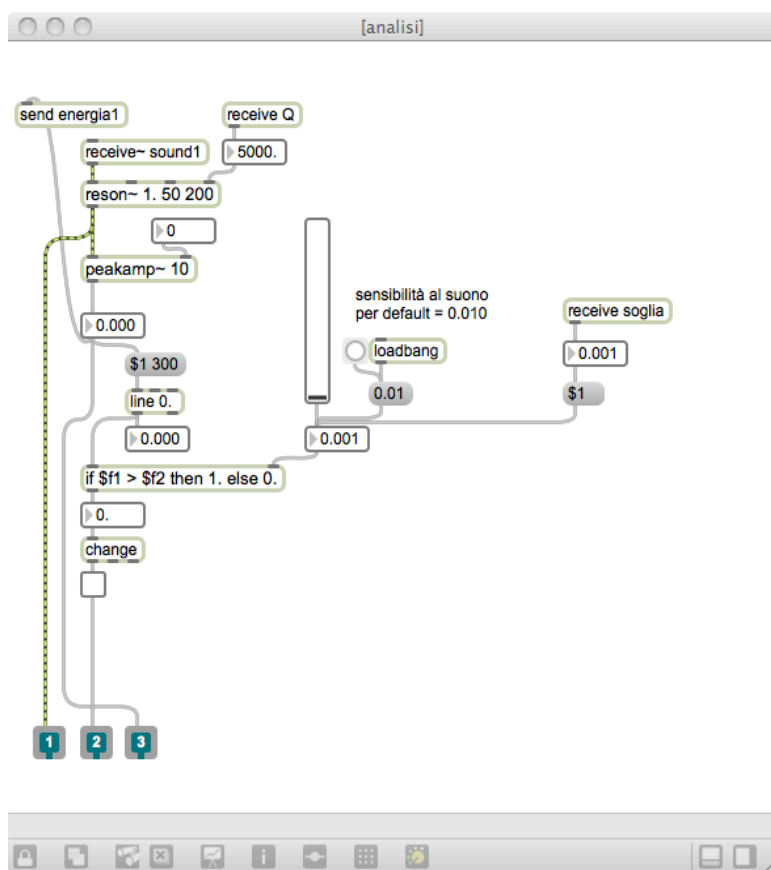 [analisi]
send energia1
receive Q
receive~ sound1
5000.
reson~ 1. 50 200
0
peakamp~ 10
sensibilità al suono
per default = 0.010
receive soglia
0.000
loadbang
0.001
$1 300
0.01
$1
line 0.
0.000
0.001
if $f1 > $f2 then 1. else 0.
0.
change
1
2
3